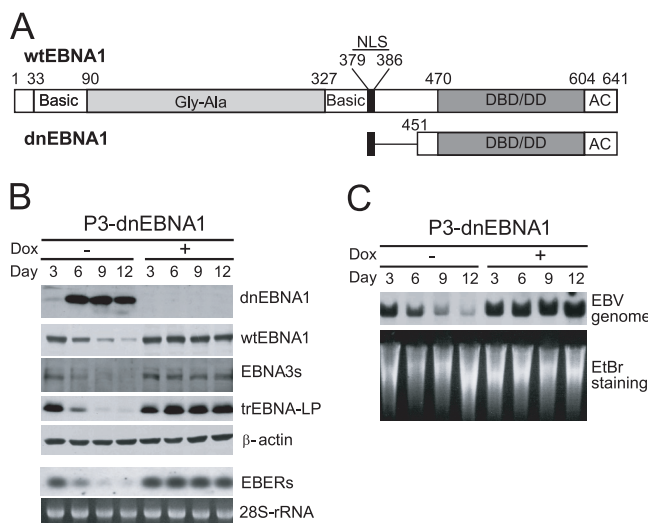 A
wtEBNA1
NLS
379 386
1 33 90 327 470 604 641
Basic Gly-Ala Basic DBD/DD AC
dnEBNA1
451
DBD/DD AC
B
P3-dnEBNA1
Dox - +
Day 3 6 9 12 3 6 9 12
dnEBNA1
wtEBNA1
EBNA3s
trEBNA-LP
β-actin
EBERs
28S-rRNA
C
P3-dnEBNA1
Dox - +
Day 3 6 9 12 3 6 9 12
EBV
genome
EtBr
staining